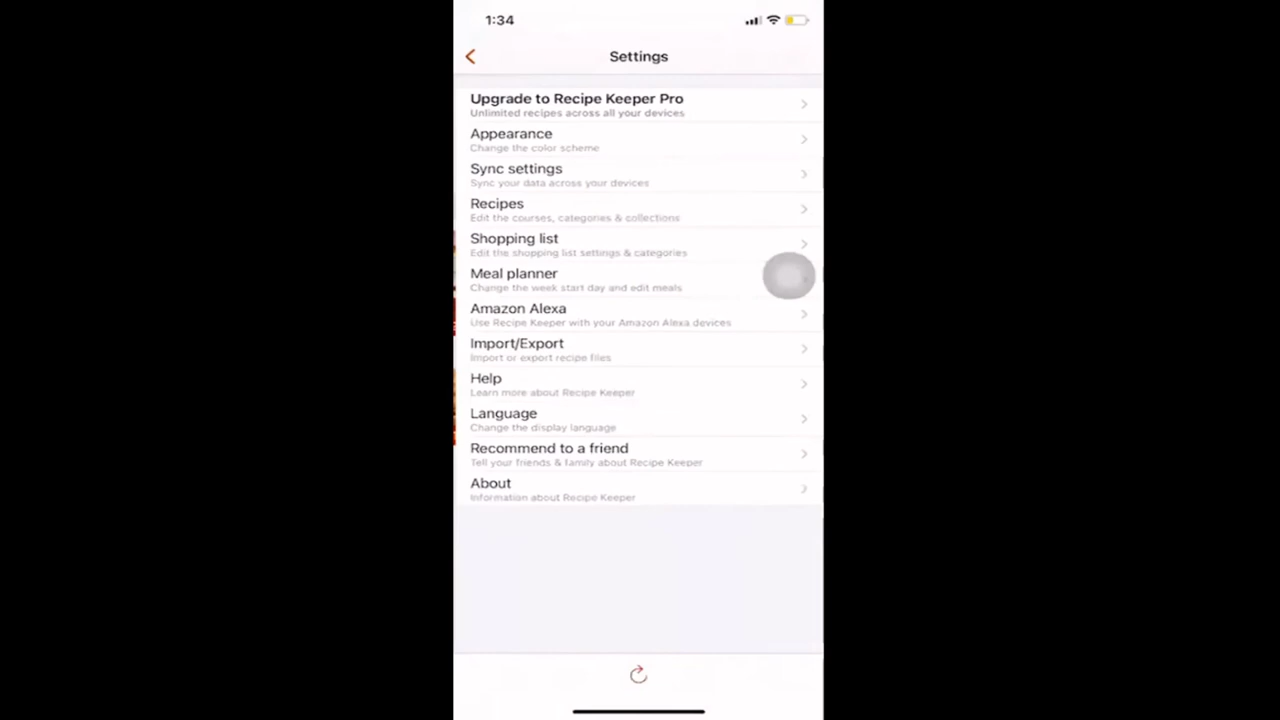 1:34
Settings
Upgrade to Recipe Keeper Pro
Unlimited recipes across all your devices
Appearance
Change the color scheme
Sync settings
Sync your data across your devices
Recipes
Edit the courses, categories & collections
Shopping list
Edit the shopping list settings & categories
Meal planner
Change the week start day and edit meals
Amazon Alexa
Use Recipe Keeper with your Amazon Alexa devices
Import/Export
Import or export recipe files
Help
Learn more about Recipe Keeper
Language
Change the display language
Recommend to a friend
Tell your friends & family about Recipe Keeper
About
Information about Recipe Keeper